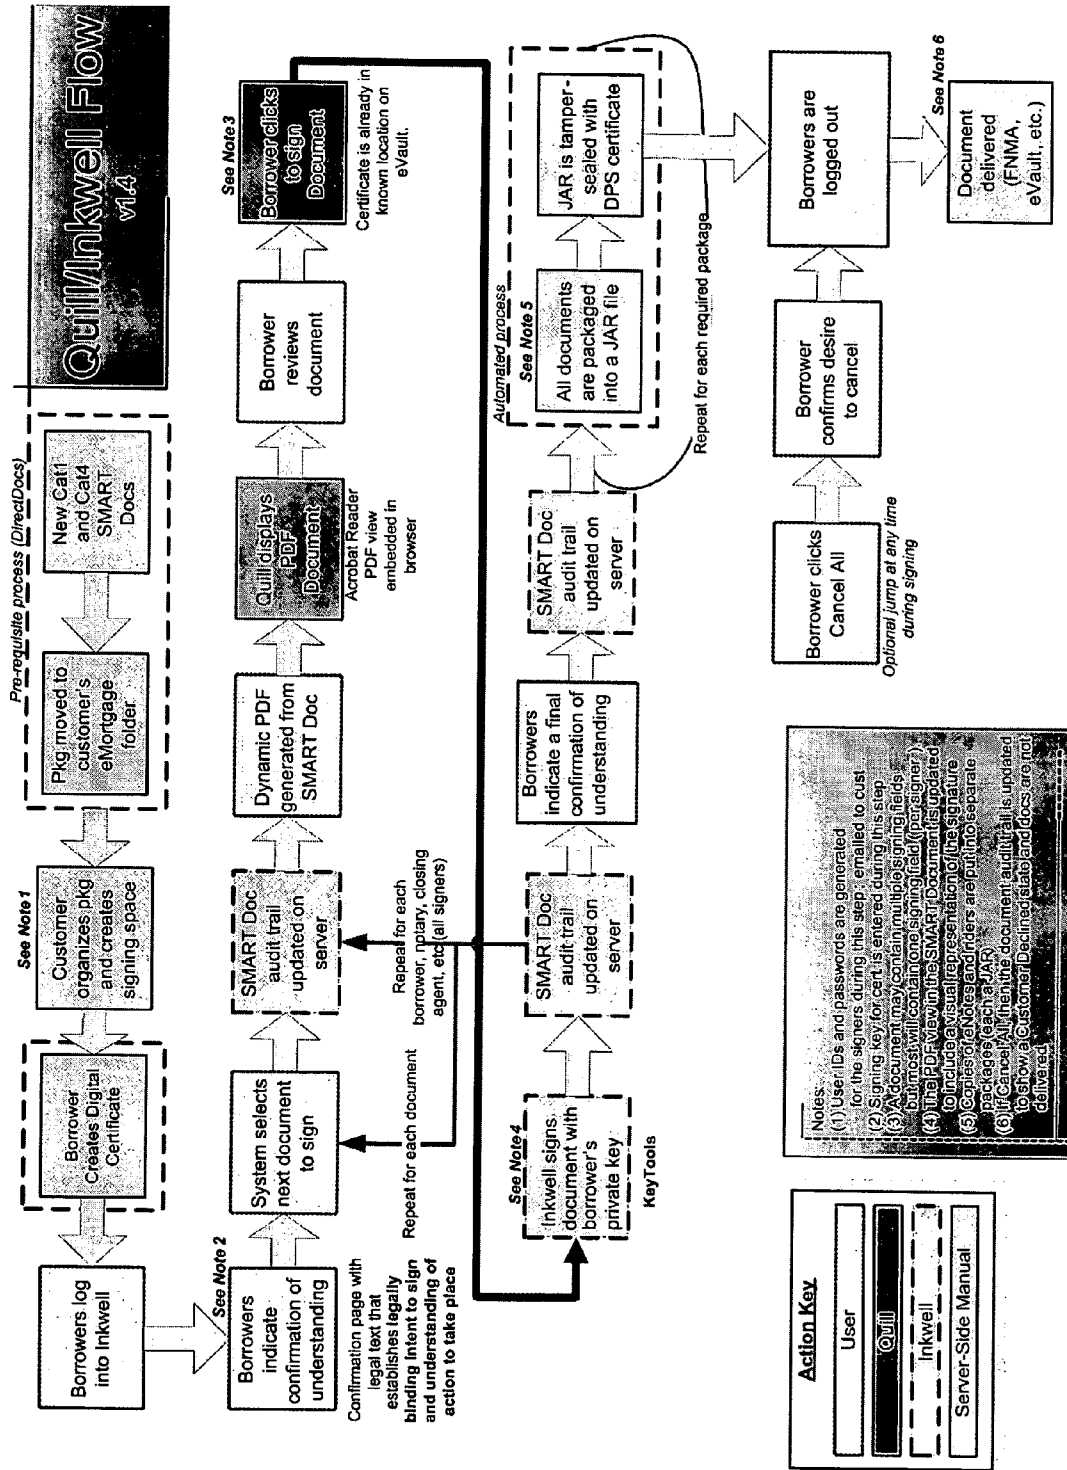 Quill/Inkwell Flow
v1.4
Pre-requisite process (DirectDocs)
New Cat1
and Cat4
SMART
Docs
Pkg moved to
customer's
eMortgage
folder
See Note 1
Customer
organizes pkg
and creates
signing space
Borrower
Creates Digital
Certificate
Borrowers log
into Inkwell
See Note 2
Borrowers
indicate
confirmation of
understanding
Confirmation page with
legal text that
establishes legally
binding Intent to sign
and understanding of
action to take place
System selects
next document
to sign
Repeat for each document
SMART Doc
audit trail
updated on
server
Repeat for each
borrower, notary, closing
agent, etc (all signers)
Dynamic PDF
generated from
SMART Doc
Quill displays
PDF
Document
Acrobat Reader
PDF view
embedded in
browser
Borrower
reviews
document
See Note 3
Borrower clicks
to sign
Document
Certificate is already in
known location on
eVault.
See Note 4
Inkwell signs
document with
borrower's
private key
KeyTools
SMART Doc
audit trail
updated on
server
Borrowers
indicate a final
confirmation of
understanding
SMART Doc
audit trail
updated on
server
Automated process
See Note 5
All documents
are packaged
into a JAR file
JAR is tamper-
sealed with
DPS certificate
Repeat for each required package
Borrower clicks
Cancel All
Optional jump at any time
during signing
Borrower
confirms desire
to cancel
Borrowers are
logged out
See Note 6
Document
delivered
(FNMA,
eVault, etc.)
Action Key
User
Quill
Inkwell
Server-Side Manual
Notes:
(1) User IDs and passwords are generated
for the signers during this step; emailed to cust
(2) Signing key for cert is entered during this step
(3) A document may contain multiple signing fields
but most will contain one signing field (per signer)
(4) The PDF view in the SMART Document is updated
to include a visual representation of the signature
(5) Copies of eNotes and riders are put into separate
packages (each a JAR)
(6) If Cancel All, then the document audit trail is updated
to show a Customer Declined state and docs are not
delivered